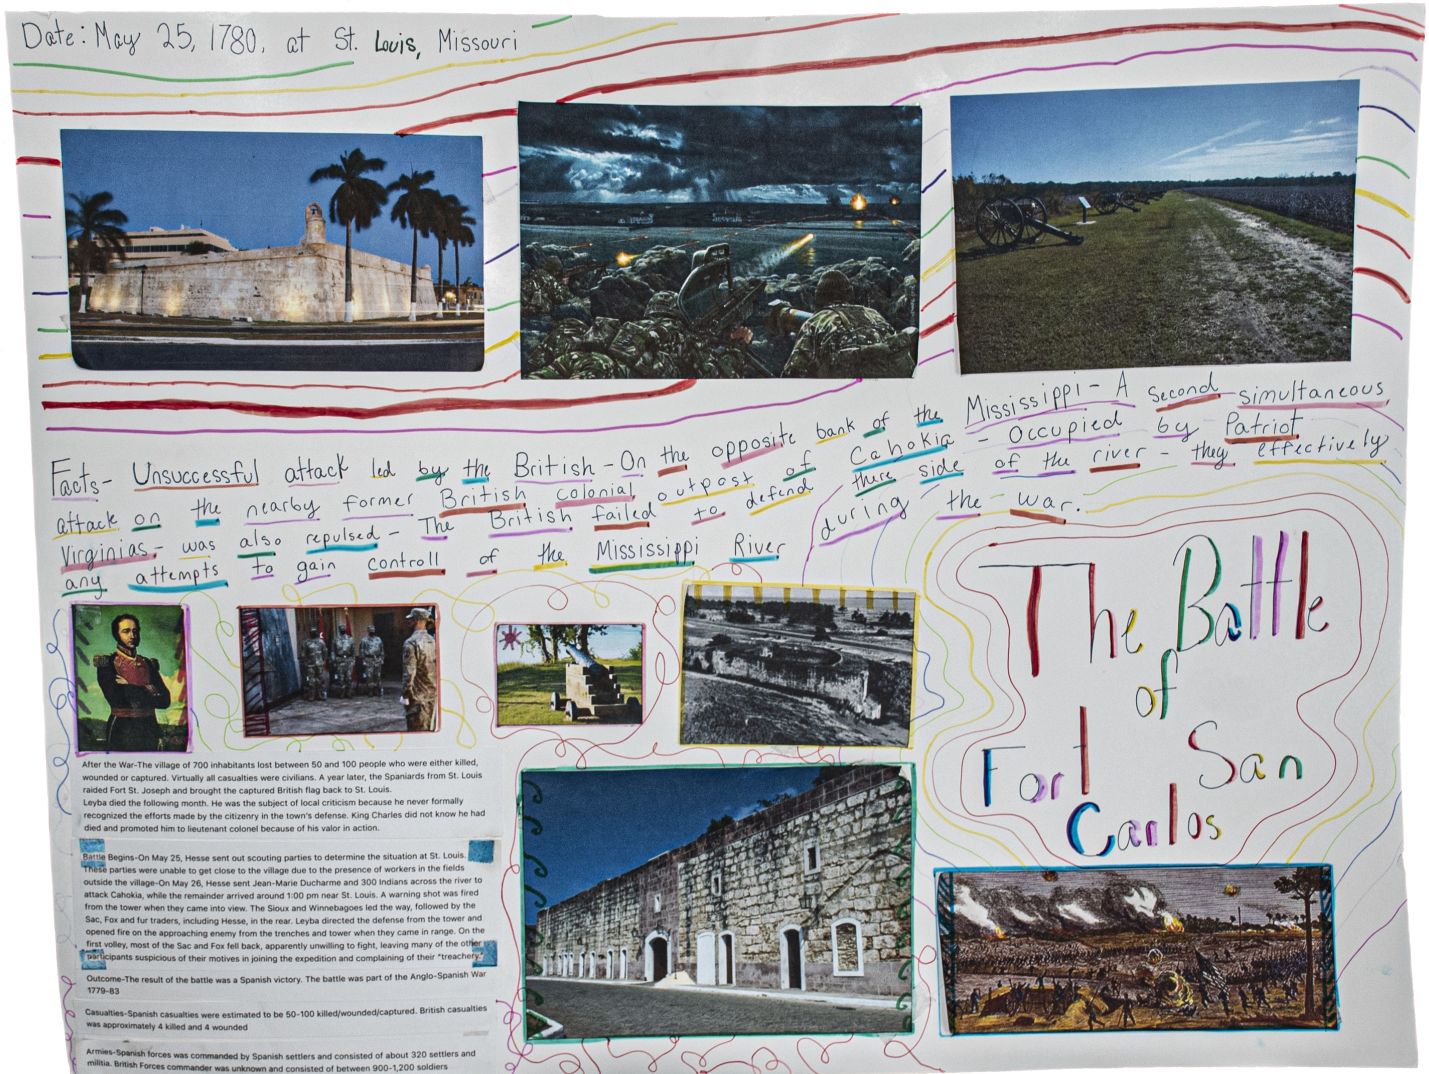 Date: May 25, 1780, at St. Louis, Missouri
Facts- Unsuccessful attack led by the British-On the opposite bank of the Mississippi- A second simultaneous
attack on the nearby former British colonial outpost of Cahokia - Occupied by Patriot
Virginias- was also repulsed- The British failed to defend there side of the river - they effectively
any attempts to gain controll of the Mississippi River during the war.
The Battle
of
Fort San
Carlos
After the War-The village of 700 inhabitants lost between 50 and 100 people who were either killed,
wounded or captured. Virtually all casualties were civilians. A year later, the Spaniards from St. Louis
raided Fort St. Joseph and brought the captured British flag back to St. Louis.
Leyba died the following month. He was the subject of local criticism because he never formally
recognized the efforts made by the citizenry in the town's defense. King Charles did not know he had
died and promoted him to lieutenant colonel because of his valor in action.
Battle Begins-On May 25, Hesse sent out scouting parties to determine the situation at St. Louis.
These parties were unable to get close to the village due to the presence of workers in the fields
outside the village-On May 26, Hesse sent Jean-Marie Ducharme and 300 Indians across the river to
attack Cahokia, while the remainder arrived around 1:00 pm near St. Louis. A warning shot was fired
from the tower when they came into view. The Sioux and Winnebagoes led the way, followed by the
Sac, Fox and fur traders, including Hesse, in the rear. Leyba directed the defense from the tower and
opened fire on the approaching enemy from the trenches and tower when they came in range. On the
first volley, most of the Sac and Fox fell back, apparently unwilling to fight, leaving many of the other
participants suspicious of their motives in joining the expedition and complaining of their "treachery."
Outcome-The result of the battle was a Spanish victory. The battle was part of the Anglo-Spanish War
1779-83
Casualties-Spanish casualties were estimated to be 50-100 killed/wounded/captured. British casualties
was approximately 4 killed and 4 wounded
Armies-Spanish forces was commanded by Spanish settlers and consisted of about 320 settlers and
militia. British Forces commander was unknown and consisted of between 900-1,200 soldiers